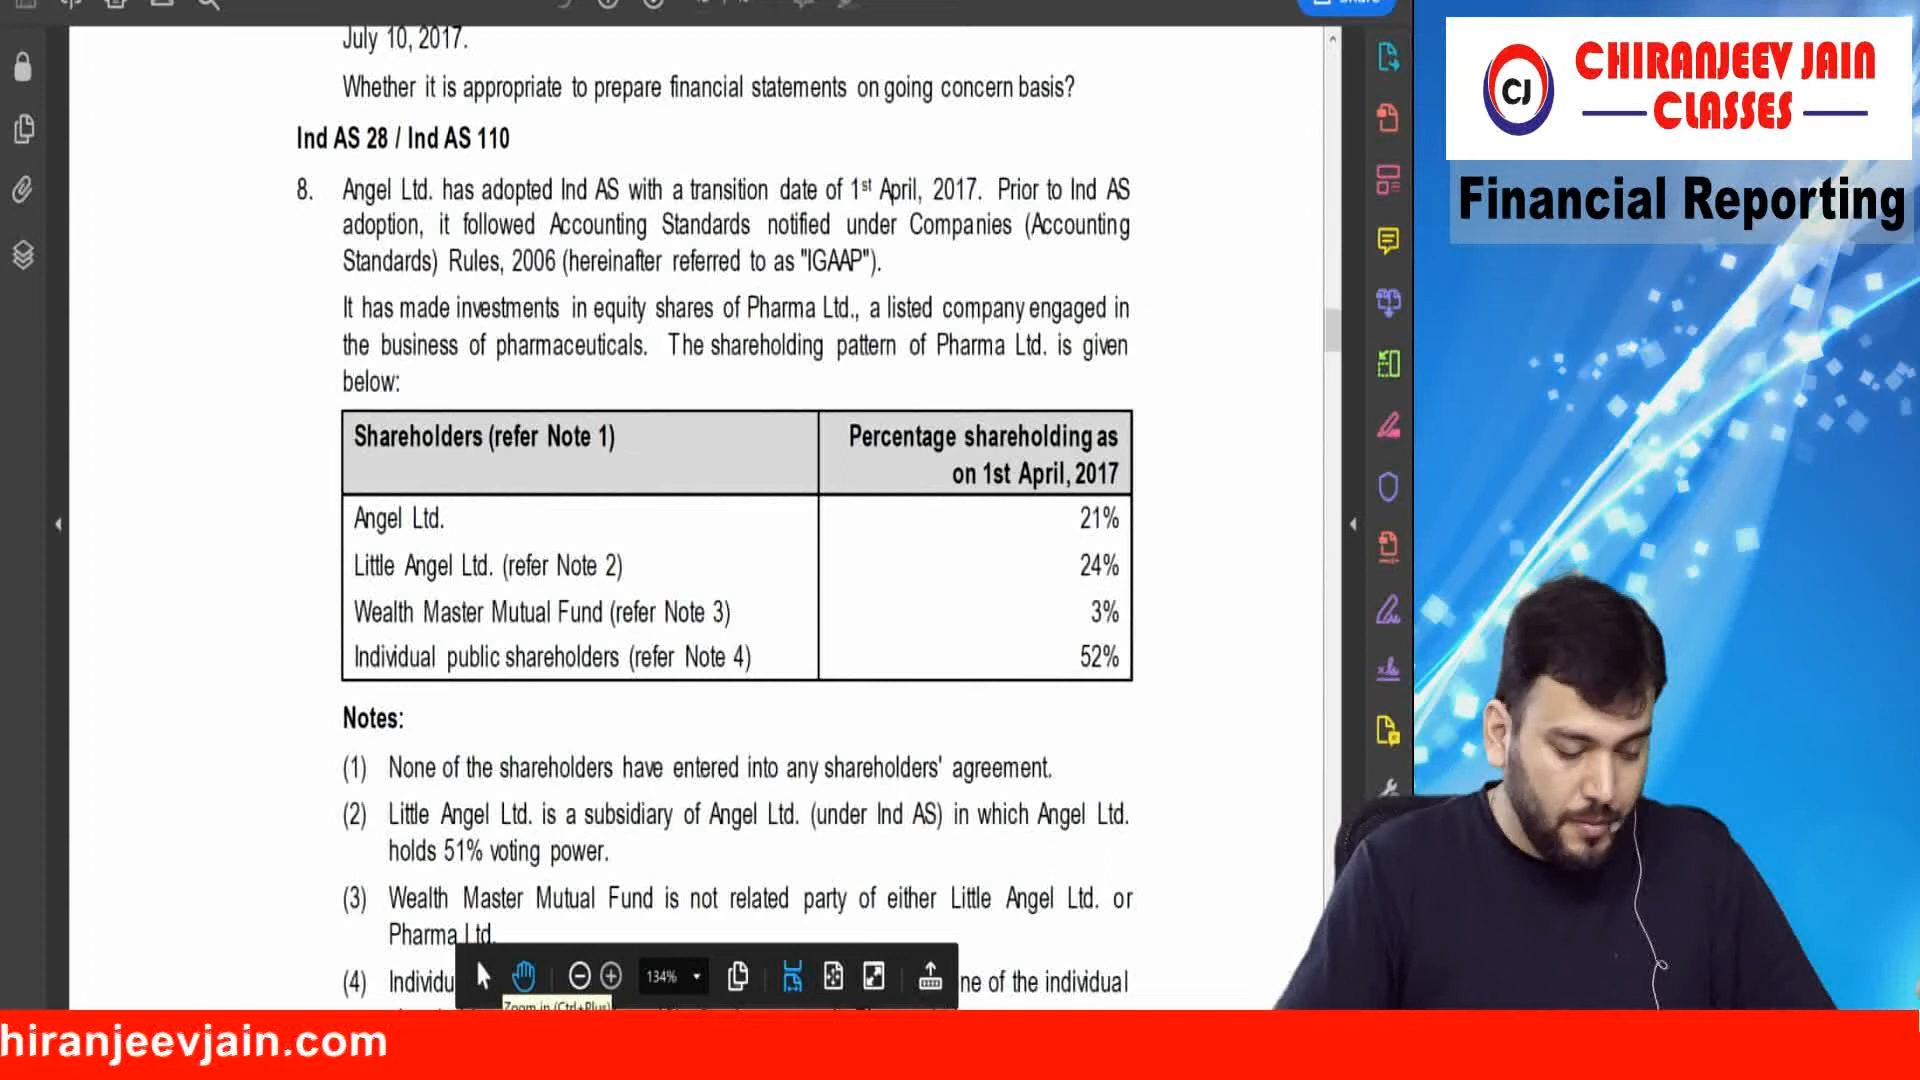 July 10, 2017.
Whether it is appropriate to prepare financial statements on going concern basis?
Ind AS 28 / Ind AS 110
8. Angel Ltd. has adopted Ind AS with a transition date of 1st April, 2017. Prior to Ind AS
adoption, it followed Accounting Standards notified under Companies (Accounting
Standards) Rules, 2006 (hereinafter referred to as "IGAAP").
It has made investments in equity shares of Pharma Ltd., a listed company engaged in
the business of pharmaceuticals. The shareholding pattern of Pharma Ltd. is given
below:
Shareholders (refer Note 1) Percentage shareholding as
on 1st April, 2017
Angel Ltd. 21%
Little Angel Ltd. (refer Note 2) 24%
Wealth Master Mutual Fund (refer Note 3) 3%
Individual public shareholders (refer Note 4) 52%
Notes:
(1) None of the shareholders have entered into any shareholders' agreement.
(2) Little Angel Ltd. is a subsidiary of Angel Ltd. (under Ind AS) in which Angel Ltd.
holds 51% voting power.
(3) Wealth Master Mutual Fund is not related party of either Little Angel Ltd. or
Pharma Ltd.
(4) Individu ne of the individual
134%
Zoom in (Ctrl+Plus)
CJ
CHIRANJEEV JAIN
CLASSES
Financial Reporting
hiranjeevjain.com